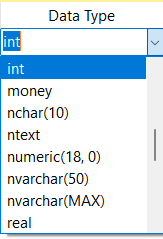 Data Type
int
int
money
nchar(10)
ntext
numeric(18, 0)
nvarchar(50)
nvarchar(MAX)
real